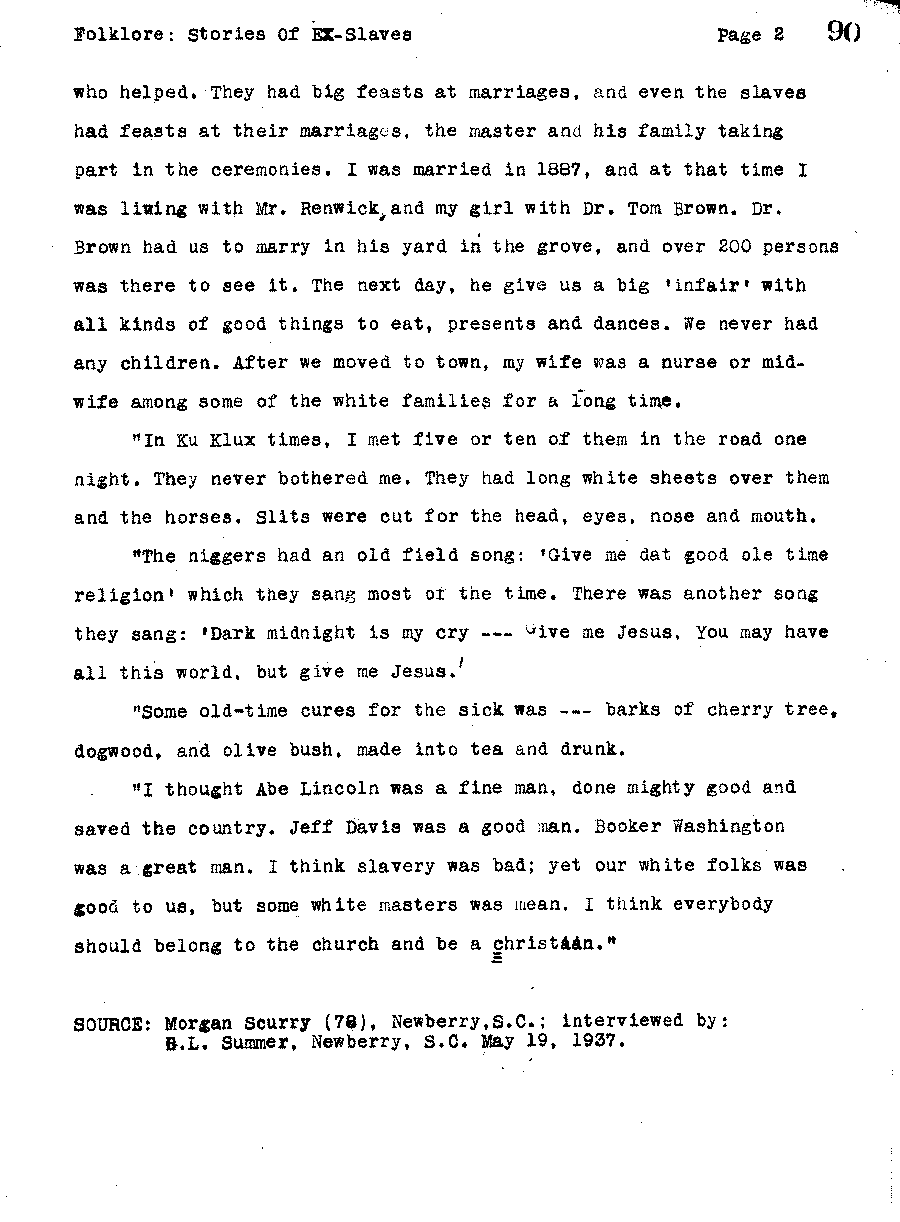 Folklore: Stories Of EX-Slaves Page 2 90
who helped. They had big feasts at marriages, and even the slaves
had feasts at their marriages, the master and his family taking
part in the ceremonies. I was married in 1887, and at that time I
was living with Mr. Renwick, and my girl with Dr. Tom Brown. Dr.
Brown had us to marry in his yard in the grove, and over 200 persons
was there to see it. The next day, he give us a big 'infair' with
all kinds of good things to eat, presents and dances. We never had
any children. After we moved to town, my wife was a nurse or mid-
wife among some of the white families for a long time.
"In Ku Klux times, I met five or ten of them in the road one
night. They never bothered me. They had long white sheets over them
and the horses. Slits were cut for the head, eyes, nose and mouth.
"The niggers had an old field song: 'Give me dat good ole time
religion' which they sang most of the time. There was another song
they sang: 'Dark midnight is my cry --- Give me Jesus, You may have
all this world, but give me Jesus.'
"Some old-time cures for the sick was --- barks of cherry tree,
dogwood, and olive bush, made into tea and drunk.
"I thought Abe Lincoln was a fine man, done mighty good and
saved the country. Jeff Davis was a good man. Booker Washington
was a great man. I think slavery was bad; yet our white folks was
good to us, but some white masters was mean. I think everybody
should belong to the church and be a christian."
SOURCE: Morgan Scurry (78), Newberry,S.C.; interviewed by:
G.L. Summer, Newberry, S.C. May 19, 1937.